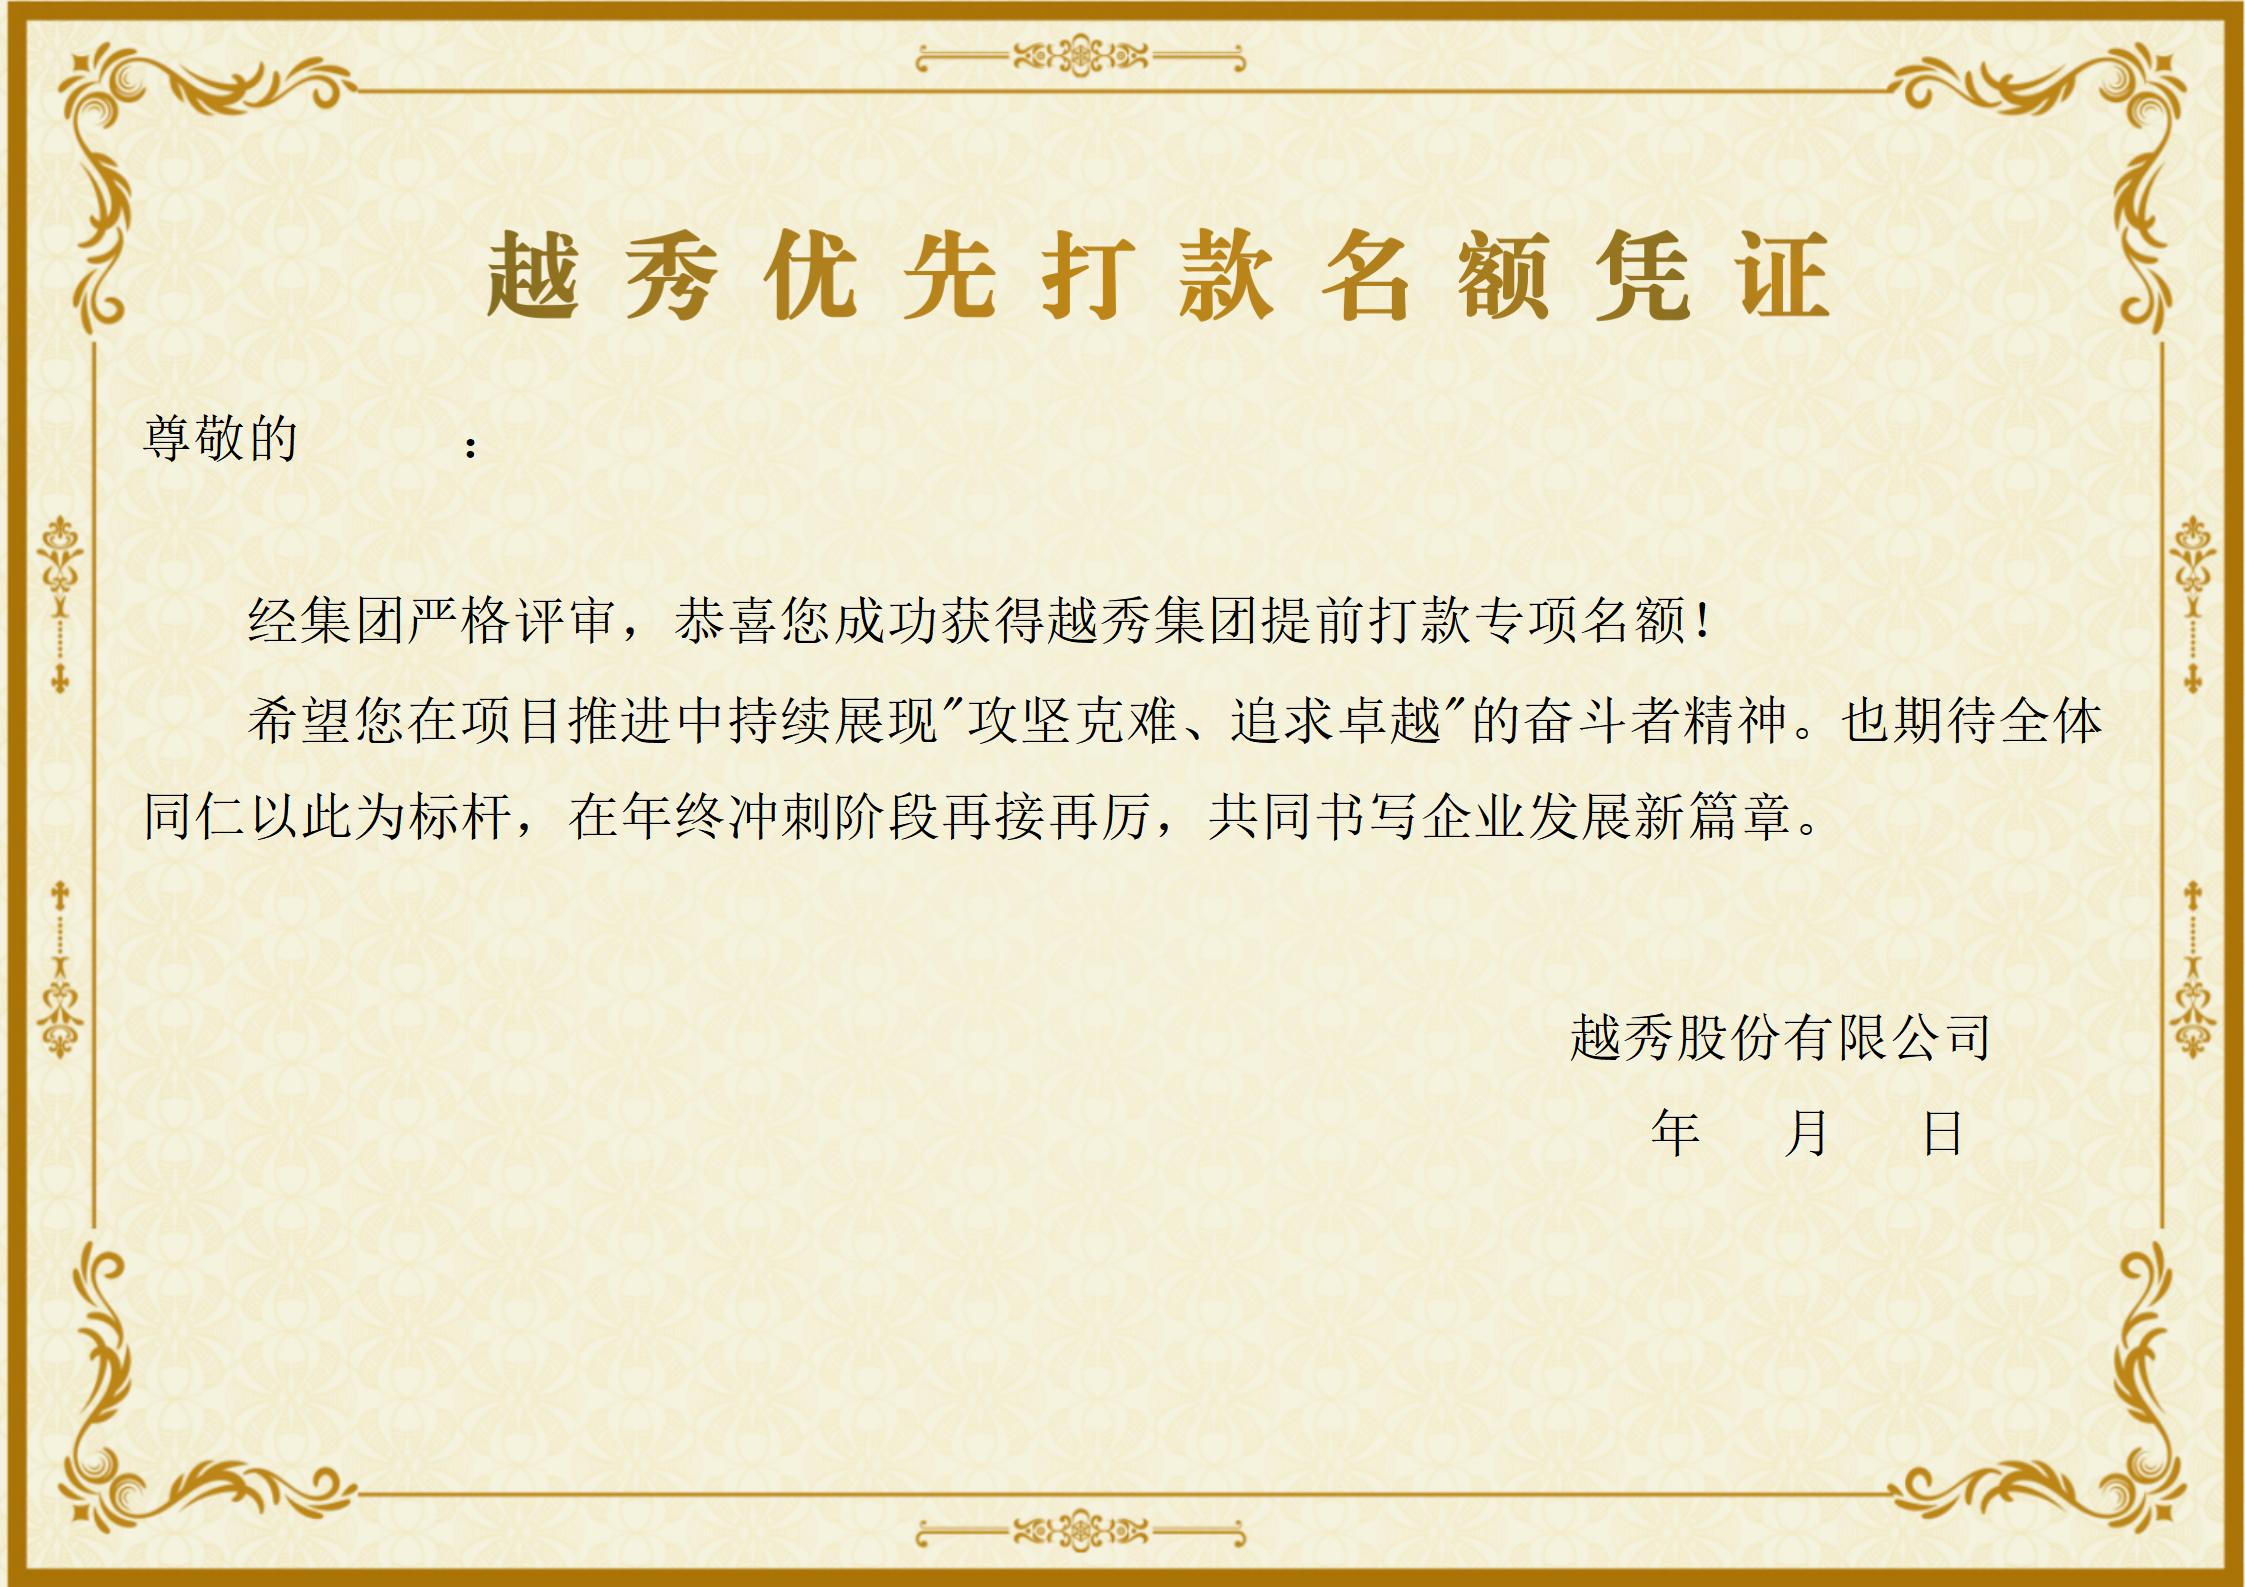 越秀优先打款名额凭证
尊敬的　　　：
经集团严格评审，恭喜您成功获得越秀集团提前打款专项名额！
希望您在项目推进中持续展现"攻坚克难、追求卓越"的奋斗者精神。也期待全体
同仁以此为标杆，在年终冲刺阶段再接再厉，共同书写企业发展新篇章。
越秀股份有限公司
年　月　日